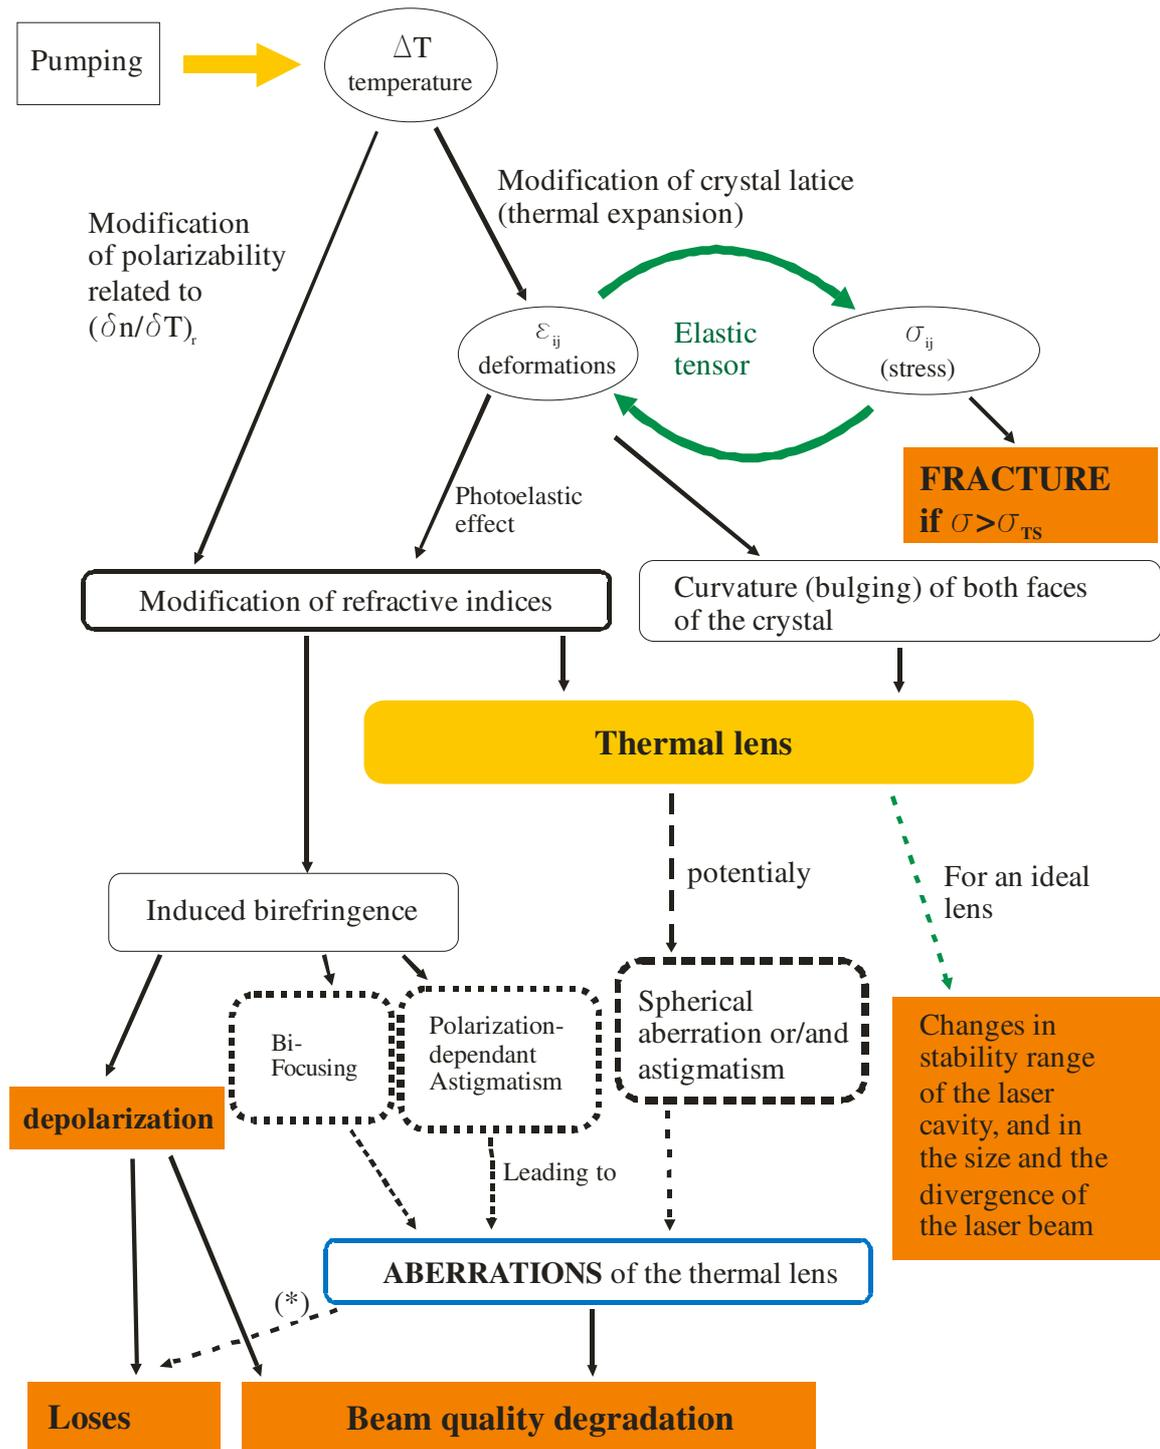 Pumping
ΔT
temperature
Modification of crystal latice
(thermal expansion)
Modification
of polarizability
related to
(δn/δT)r
εij
deformations
Elastic
tensor
σij
(stress)
FRACTURE
if σ>σTS
Photoelastic
effect
Modification of refractive indices
Curvature (bulging) of both faces
of the crystal
Thermal lens
potentialy
For an ideal
lens
Induced birefringence
Bi-
Focusing
Polarization-
dependant
Astigmatism
Spherical
aberration or/and
astigmatism
Changes in
stability range
of the laser
cavity, and in
the size and the
divergence of
the laser beam
depolarization
Leading to
ABERRATIONS of the thermal lens
(*)
Loses
Beam quality degradation